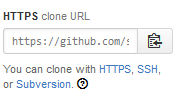 HTTPS clone URL
https://github.com/s
You can clone with HTTPS, SSH,
or Subversion. ?